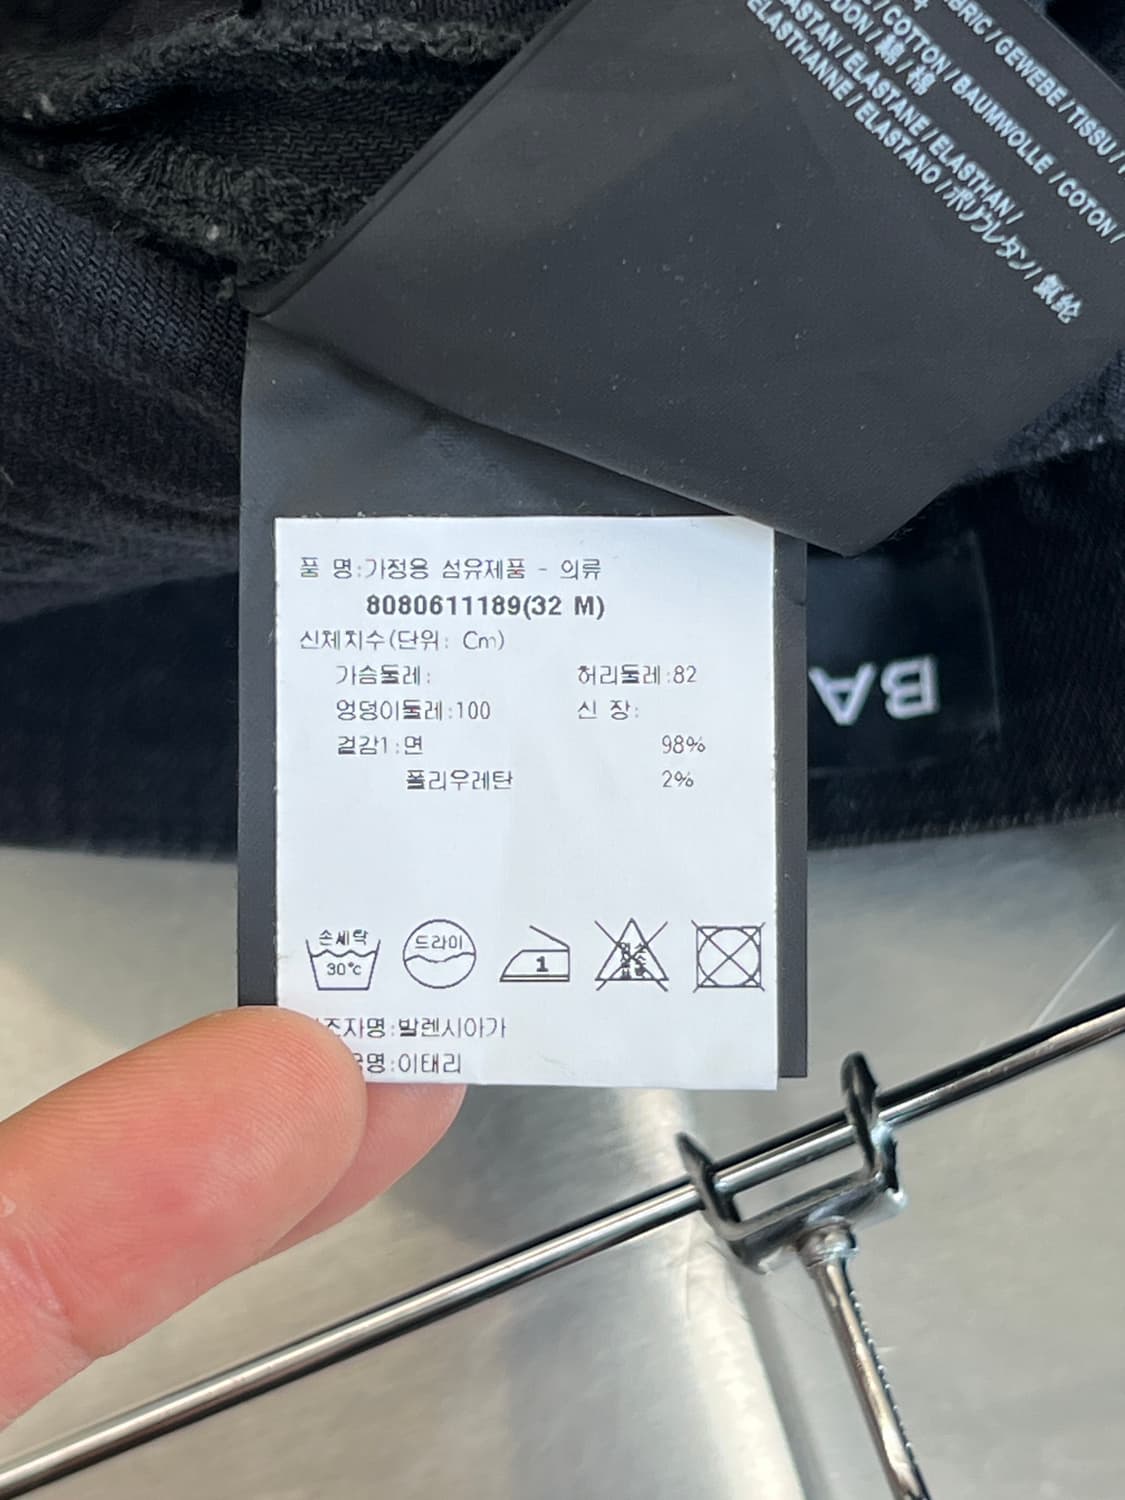 BRIC / GEWEBE / TISSU /
/ COTTON / BAUMWOLLE / COTON /
DON / 綿 / 棉
ELASTAN / ELASTANE / ELASTHAN /
ELASTHANNE / ELASTANO / ポリウレタン / 氨纶
BA
품 명:가정용 섬유제품 - 의류
8080611189(32 M)
신체치수(단위: Cm)
가슴둘레: 허리둘레:82
엉덩이둘레:100 신 장:
겉감1:면 98%
폴리우레탄 2%
손세탁 30℃
드라이
1
염소
조자명:발렌시아가
명:이태리